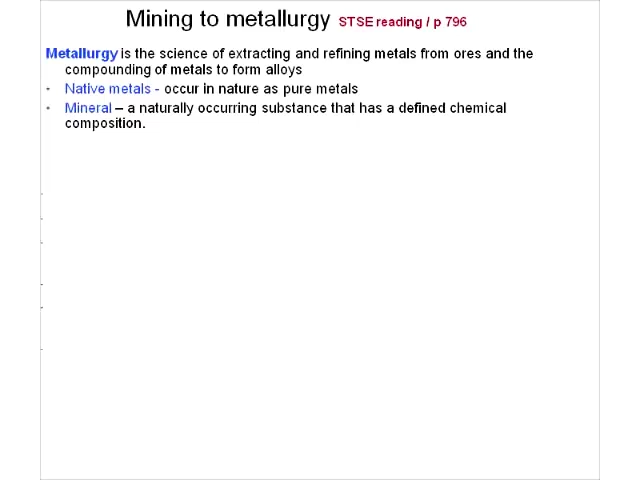 Mining to metallurgy STSE reading / p 796
Metallurgy is the science of extracting and refining metals from ores and the
compounding of metals to form alloys
• Native metals - occur in nature as pure metals
• Mineral – a naturally occurring substance that has a defined chemical
composition.